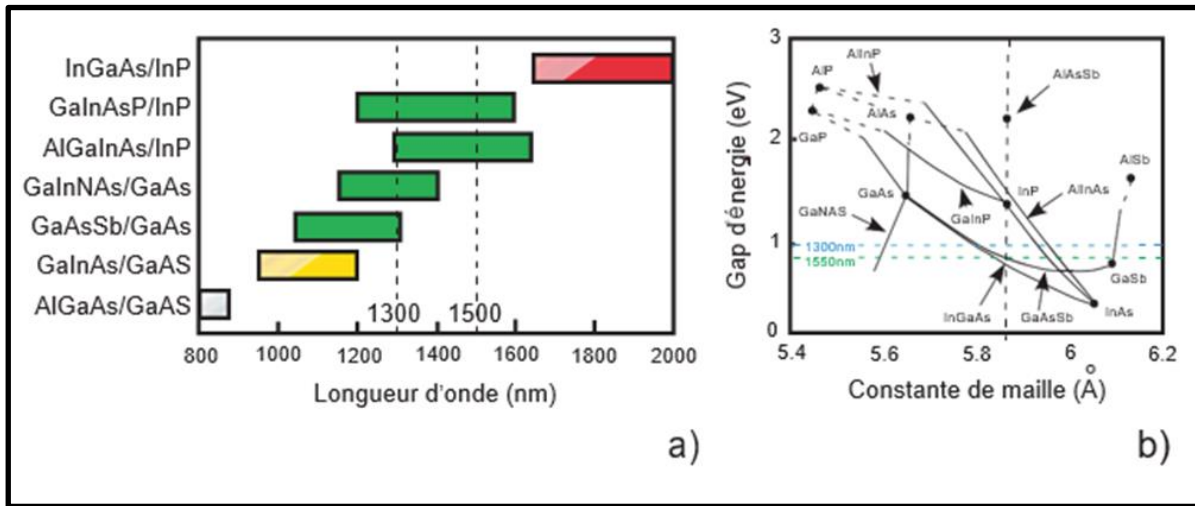 InGaAs/InP
GaInAsP/InP
AlGaInAs/InP
GaInNAs/GaAs
GaAsSb/GaAs
GaInAs/GaAS
AlGaAs/GaAS
1300 1500
800 1000 1200 1400 1600 1800 2000
Longueur d'onde (nm)
a)
Gap d'énergie (eV)
3
2
1
0
AlP
AlInP
AlAsSb
AlAs
GaP
AlSb
GaAs
InP
AlInAs
GaNAS
GaInP
1300nm
1550nm
GaSb
InGaAs
GaAsSb
InAs
5.4 5.6 5.8 6 6.2
Constante de maille (Å)
b)